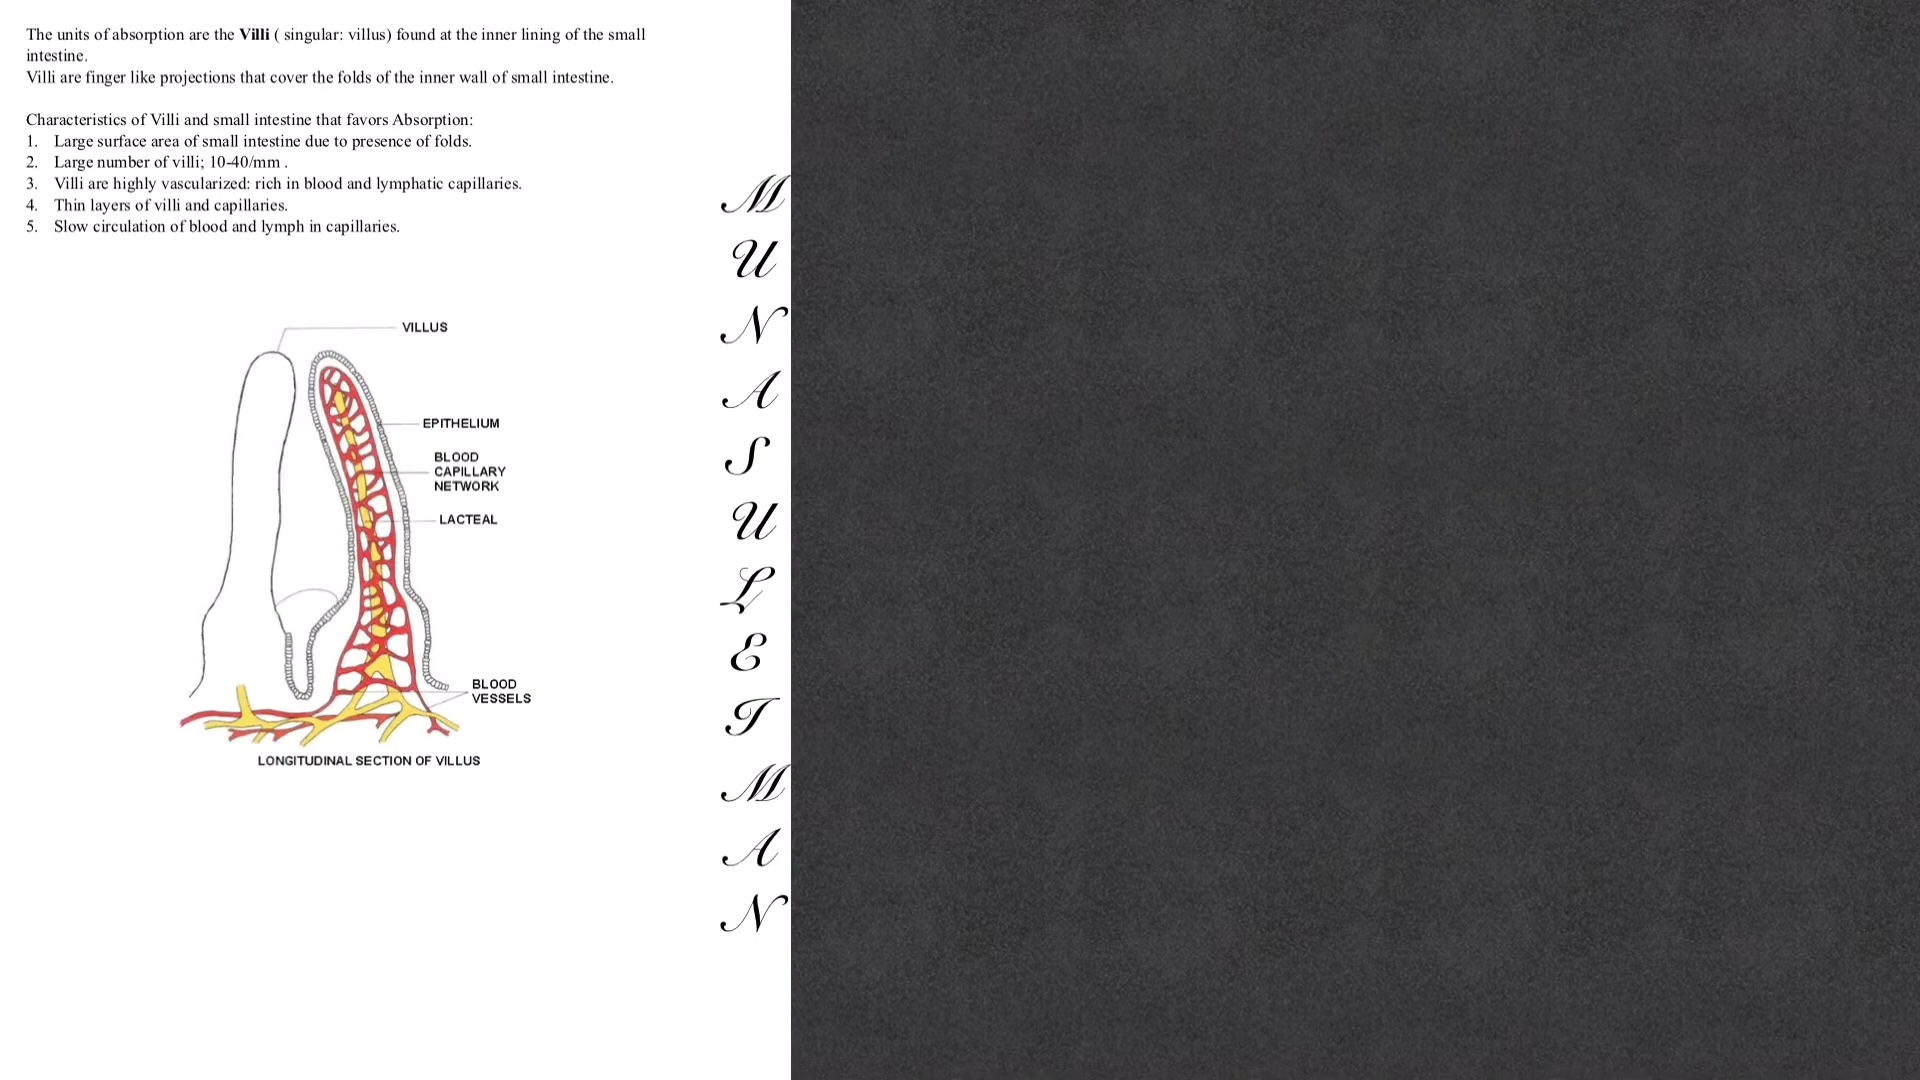 The units of absorption are the Villi ( singular: villus) found at the inner lining of the small
intestine.
Villi are finger like projections that cover the folds of the inner wall of small intestine.
Characteristics of Villi and small intestine that favors Absorption:
1. Large surface area of small intestine due to presence of folds.
2. Large number of villi; 10-40/mm .
3. Villi are highly vascularized: rich in blood and lymphatic capillaries.
4. Thin layers of villi and capillaries.
5. Slow circulation of blood and lymph in capillaries.
VILLUS
EPITHELIUM
BLOOD
CAPILLARY
NETWORK
LACTEAL
BLOOD
VESSELS
LONGITUDINAL SECTION OF VILLUS
M
U
N
A
S
U
L
E
T
M
A
N